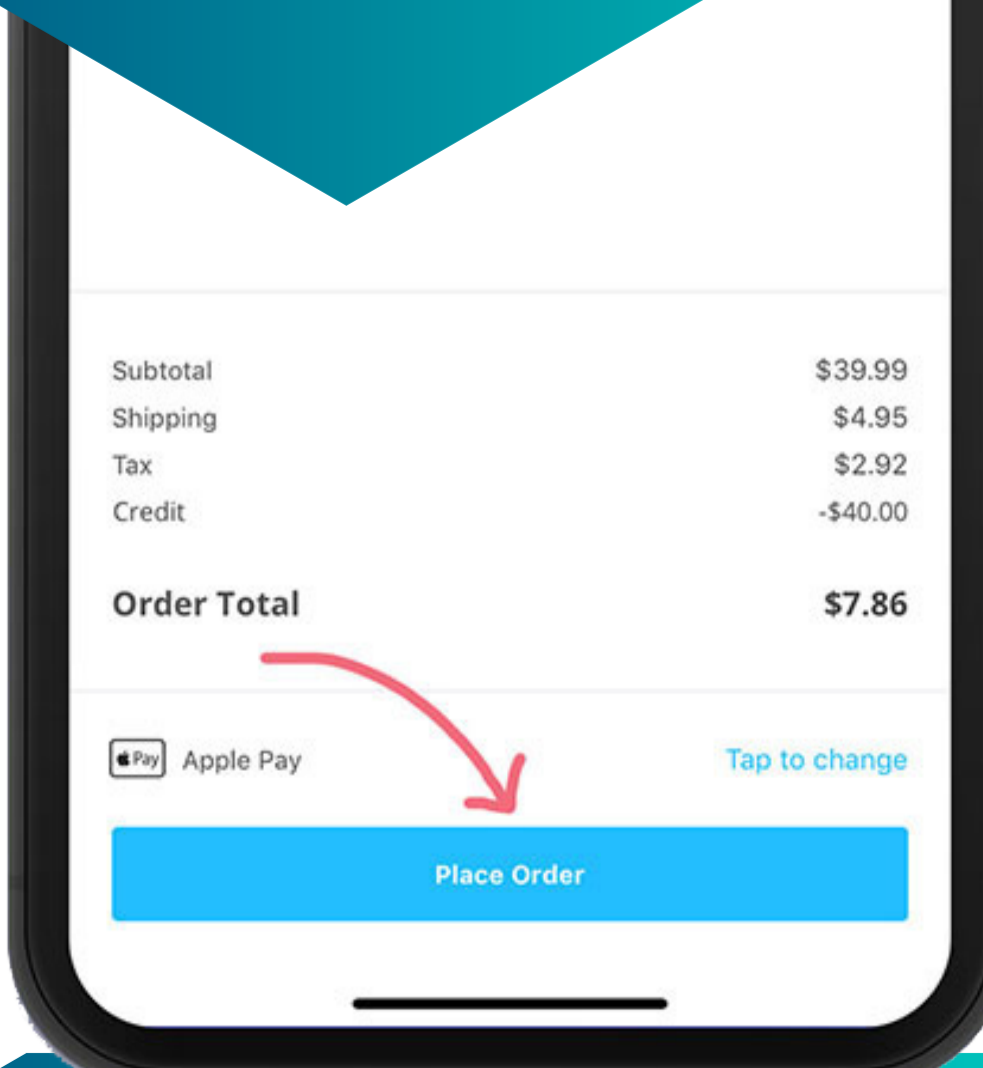 Subtotal $39.99
Shipping $4.95
Tax $2.92
Credit -$40.00
Order Total $7.86
Pay Apple Pay Tap to change
Place Order